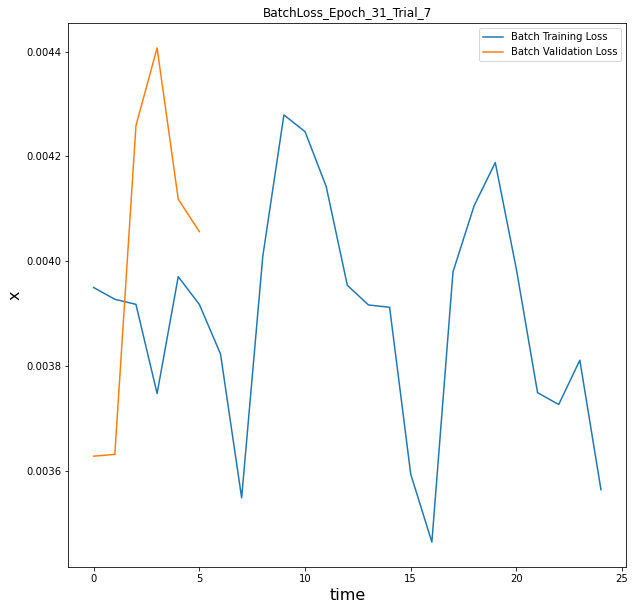 BatchLoss_Epoch_31_Trial_7
Batch Training Loss
Batch Validation Loss
0.0044
0.0042
0.0040
0.0038
0.0036
x
0 5 10 15 20 25
time